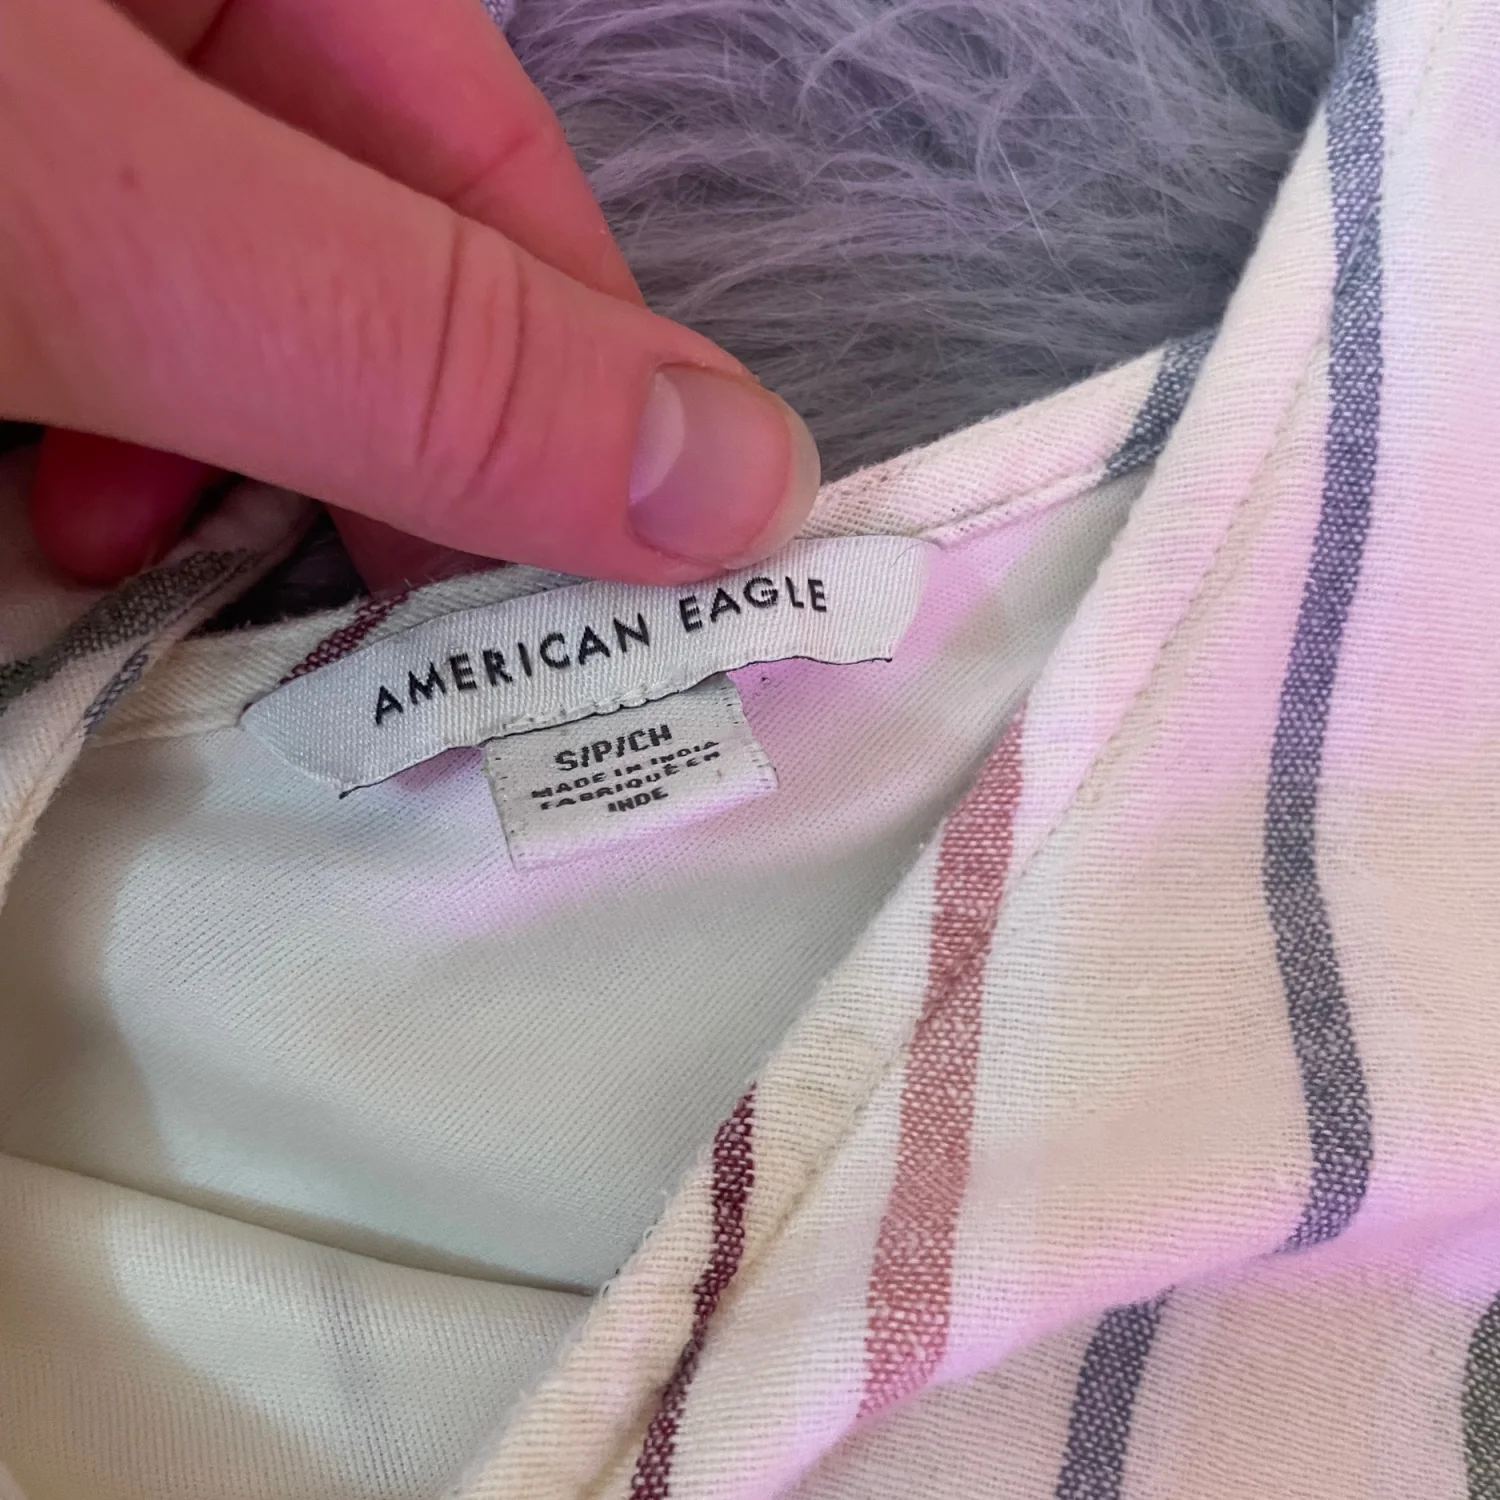 AMERICAN EAGLE
S/P/CH
MADE IN INDIA
FABRIQUÉ EN
INDE